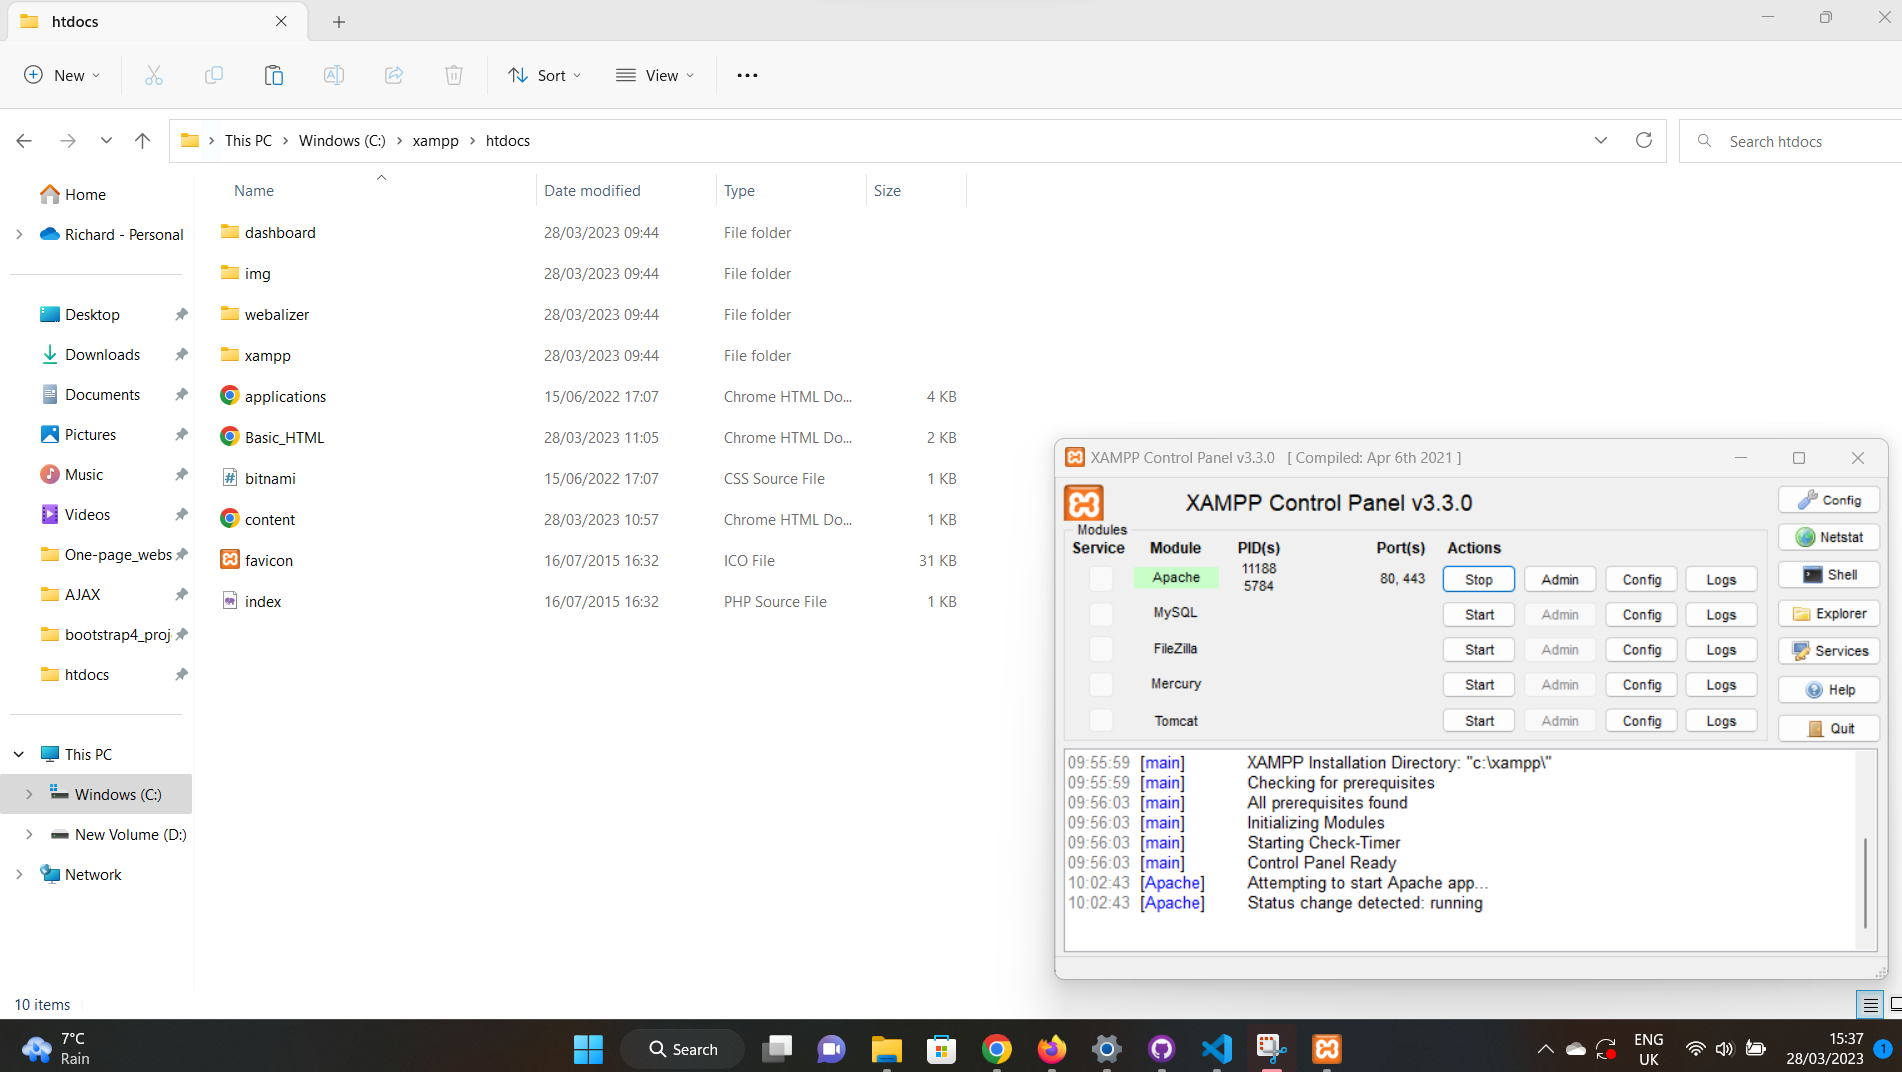 htdocs
New
Sort
View
This PC > Windows (C:) > xampp > htdocs
Search htdocs
Home
Richard - Personal
Desktop
Downloads
Documents
Pictures
Music
Videos
One-page_webs
AJAX
bootstrap4_proj
htdocs
This PC
Windows (C:)
New Volume (D:)
Network
Name Date modified Type Size
dashboard 28/03/2023 09:44 File folder
img 28/03/2023 09:44 File folder
webalizer 28/03/2023 09:44 File folder
xampp 28/03/2023 09:44 File folder
applications 15/06/2022 17:07 Chrome HTML Do... 4 KB
Basic_HTML 28/03/2023 11:05 Chrome HTML Do... 2 KB
bitnami 15/06/2022 17:07 CSS Source File 1 KB
content 28/03/2023 10:57 Chrome HTML Do... 1 KB
favicon 16/07/2015 16:32 ICO File 31 KB
index 16/07/2015 16:32 PHP Source File 1 KB
XAMPP Control Panel v3.3.0 [ Compiled: Apr 6th 2021 ]
XAMPP Control Panel v3.3.0
Modules
Service Module PID(s) Port(s) Actions
Apache 11188 5784 80, 443 Stop Admin Config Logs
MySQL Start Admin Config Logs
FileZilla Start Admin Config Logs
Mercury Start Admin Config Logs
Tomcat Start Admin Config Logs
Config
Netstat
Shell
Explorer
Services
Help
Quit
09:55:59 [main] XAMPP Installation Directory: "c:\xampp\"
09:55:59 [main] Checking for prerequisites
09:56:03 [main] All prerequisites found
09:56:03 [main] Initializing Modules
09:56:03 [main] Starting Check-Timer
09:56:03 [main] Control Panel Ready
10:02:43 [Apache] Attempting to start Apache app...
10:02:43 [Apache] Status change detected: running
10 items
7°C
Rain
Search
ENG
UK
15:37
28/03/2023
1